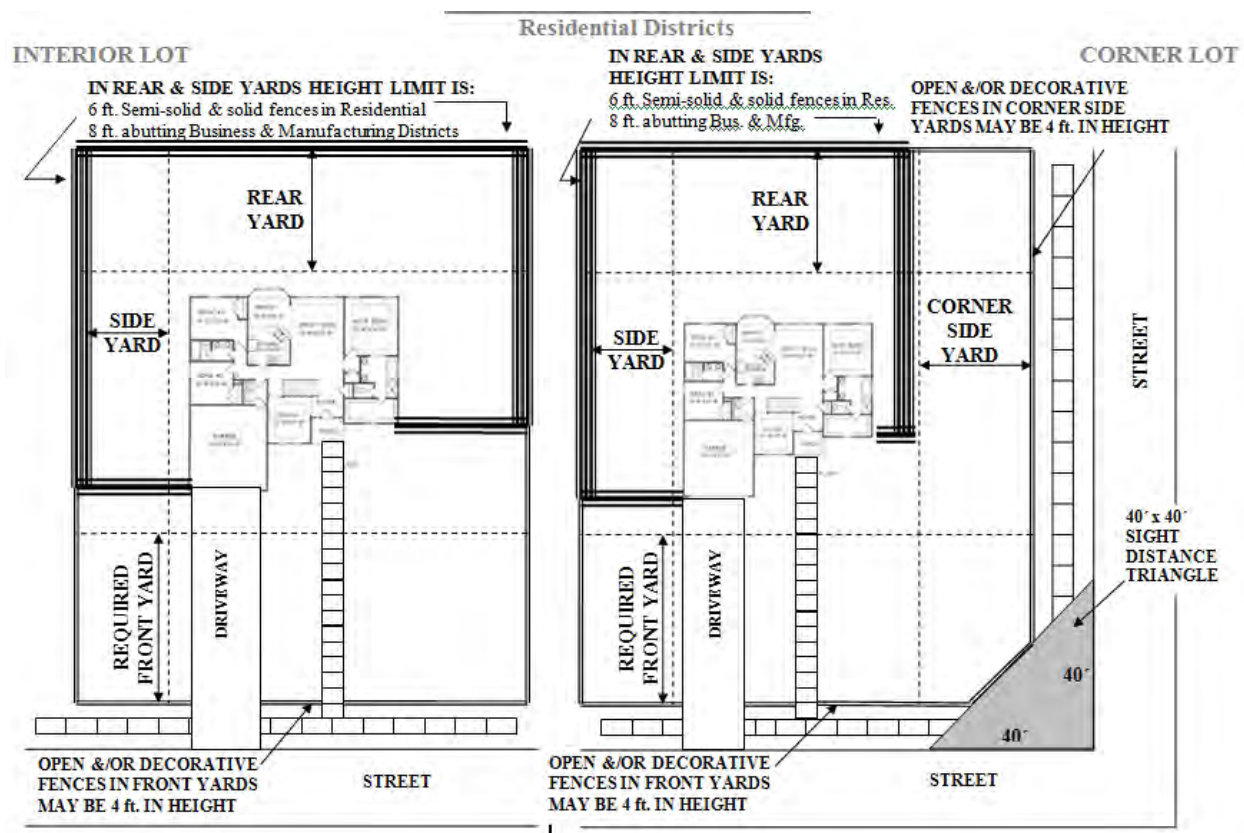 Residential Districts
INTERIOR LOT
IN REAR & SIDE YARDS HEIGHT LIMIT IS:
6 ft. Semi-solid & solid fences in Residential
8 ft. abutting Business & Manufacturing Districts
REAR
YARD
SIDE
YARD
REQUIRED
FRONT YARD
DRIVEWAY
OPEN &/OR DECORATIVE
FENCES IN FRONT YARDS
MAY BE 4 ft. IN HEIGHT
STREET
CORNER LOT
IN REAR & SIDE YARDS
HEIGHT LIMIT IS:
6 ft. Semi-solid & solid fences in Res.
8 ft. abutting Bus. & Mfg.
OPEN &/OR DECORATIVE
FENCES IN CORNER SIDE
YARDS MAY BE 4 ft. IN HEIGHT
REAR
YARD
SIDE
YARD
CORNER
SIDE
YARD
STREET
40´ x 40´
SIGHT
DISTANCE
TRIANGLE
REQUIRED
FRONT YARD
DRIVEWAY
40´
40´
OPEN &/OR DECORATIVE
FENCES IN FRONT YARDS
MAY BE 4 ft. IN HEIGHT
STREET